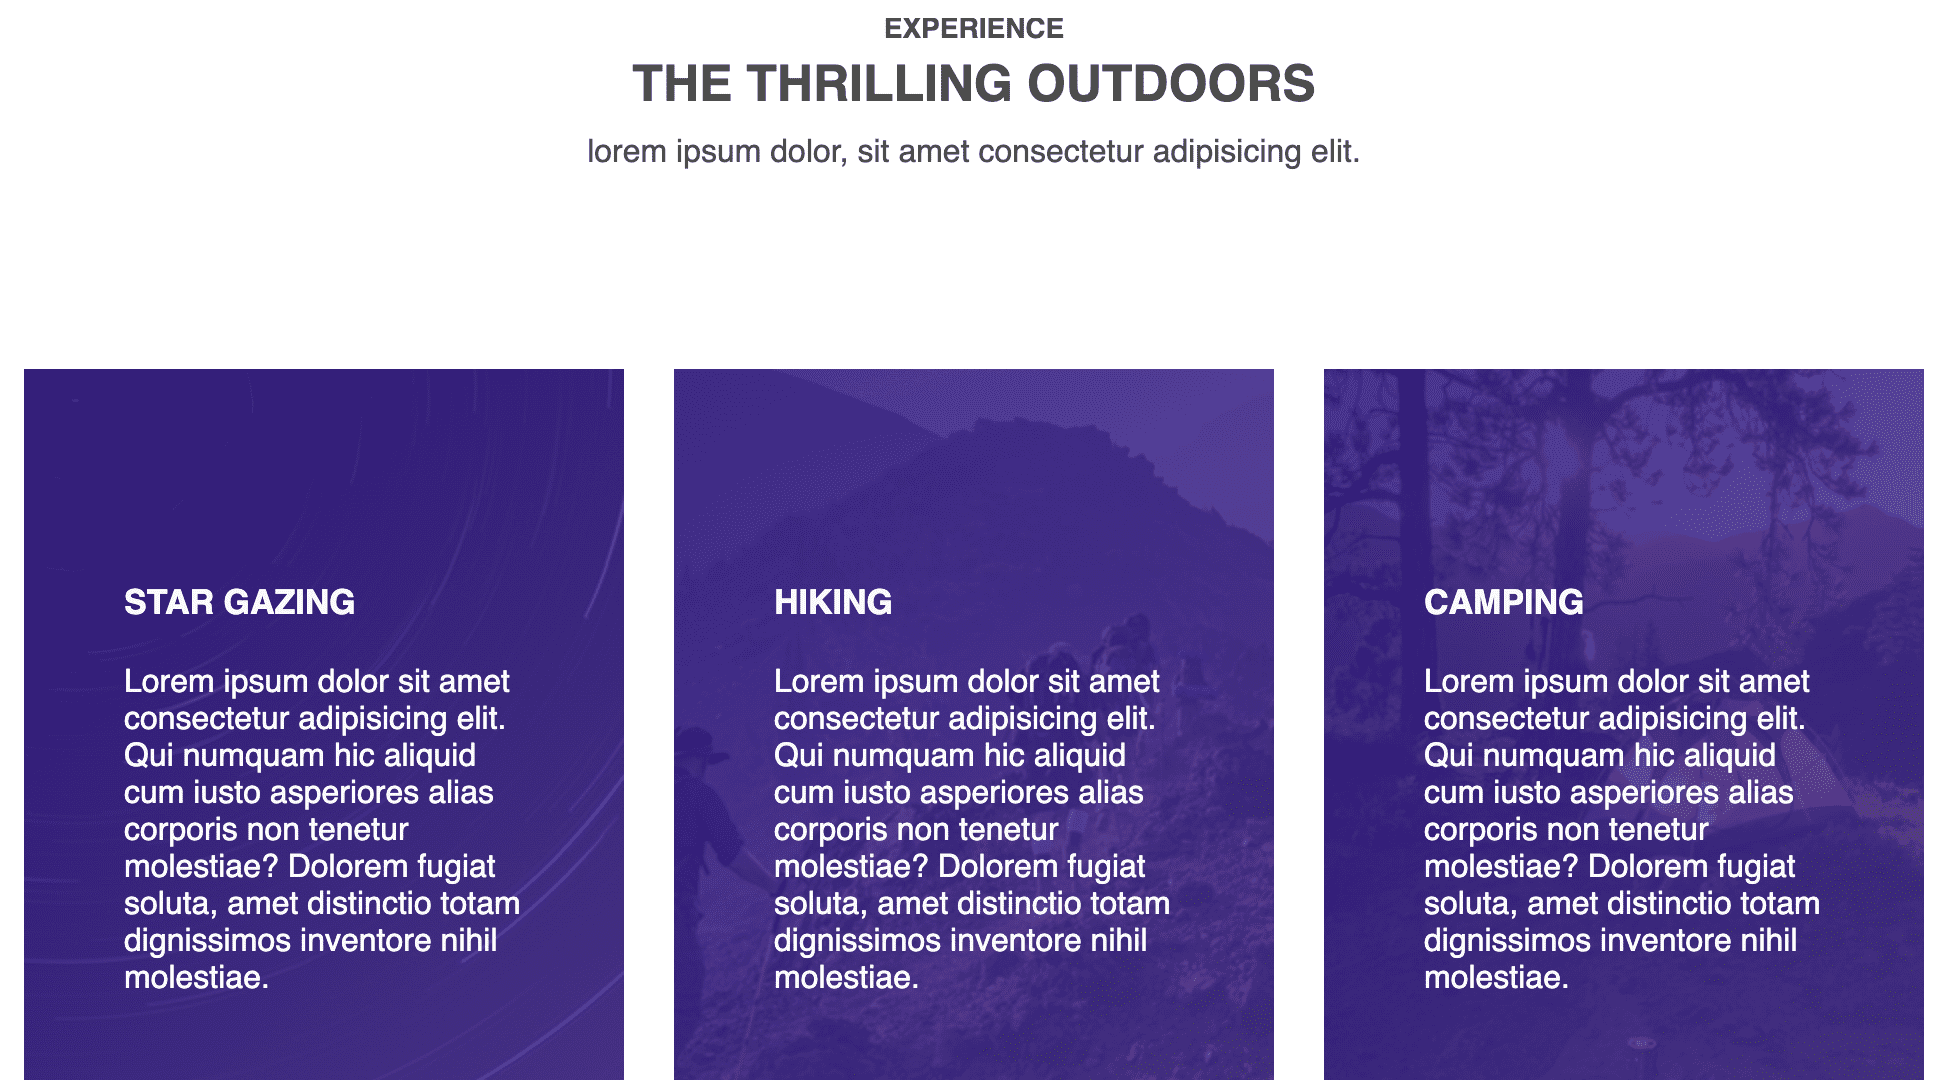 EXPERIENCE
THE THRILLING OUTDOORS
lorem ipsum dolor, sit amet consectetur adipisicing elit.
STAR GAZING
Lorem ipsum dolor sit amet
consectetur adipisicing elit.
Qui numquam hic aliquid
cum iusto asperiores alias
corporis non tenetur
molestiae? Dolorem fugiat
soluta, amet distinctio totam
dignissimos inventore nihil
molestiae.
HIKING
Lorem ipsum dolor sit amet
consectetur adipisicing elit.
Qui numquam hic aliquid
cum iusto asperiores alias
corporis non tenetur
molestiae? Dolorem fugiat
soluta, amet distinctio totam
dignissimos inventore nihil
molestiae.
CAMPING
Lorem ipsum dolor sit amet
consectetur adipisicing elit.
Qui numquam hic aliquid
cum iusto asperiores alias
corporis non tenetur
molestiae? Dolorem fugiat
soluta, amet distinctio totam
dignissimos inventore nihil
molestiae.